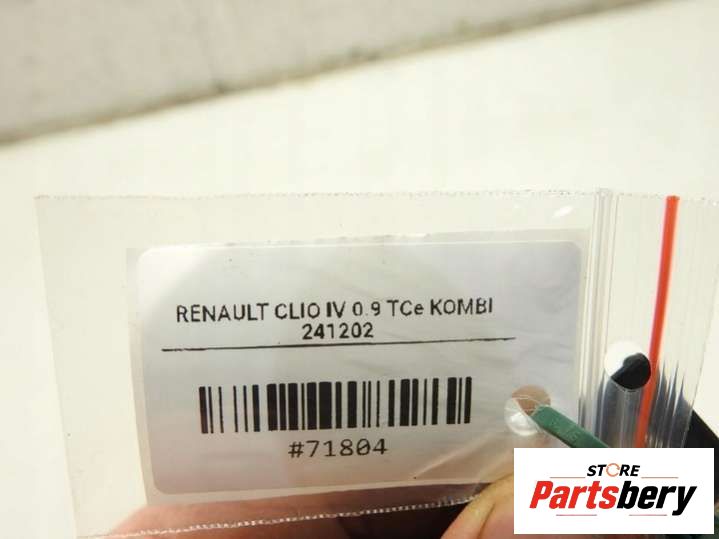 RENAULT CLIO IV 0.9 TCe KOMBI
241202
#71804
STORE
Partsbery